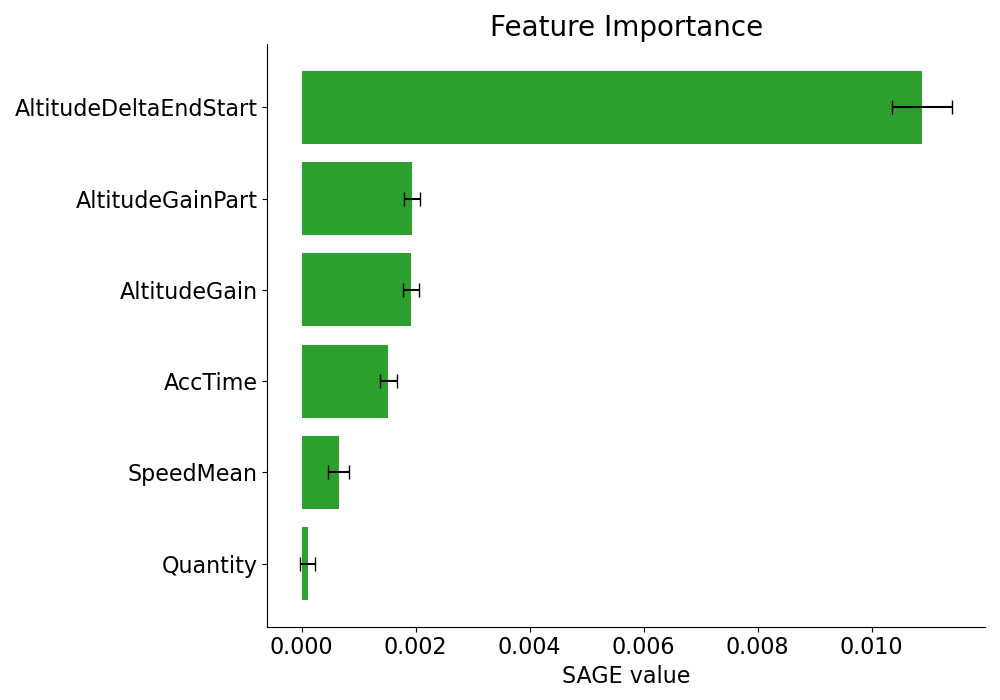 Feature Importance
AltitudeDeltaEndStart
AltitudeGainPart
AltitudeGain
AccTime
SpeedMean
Quantity
0.000 0.002 0.004 0.006 0.008 0.010
SAGE value